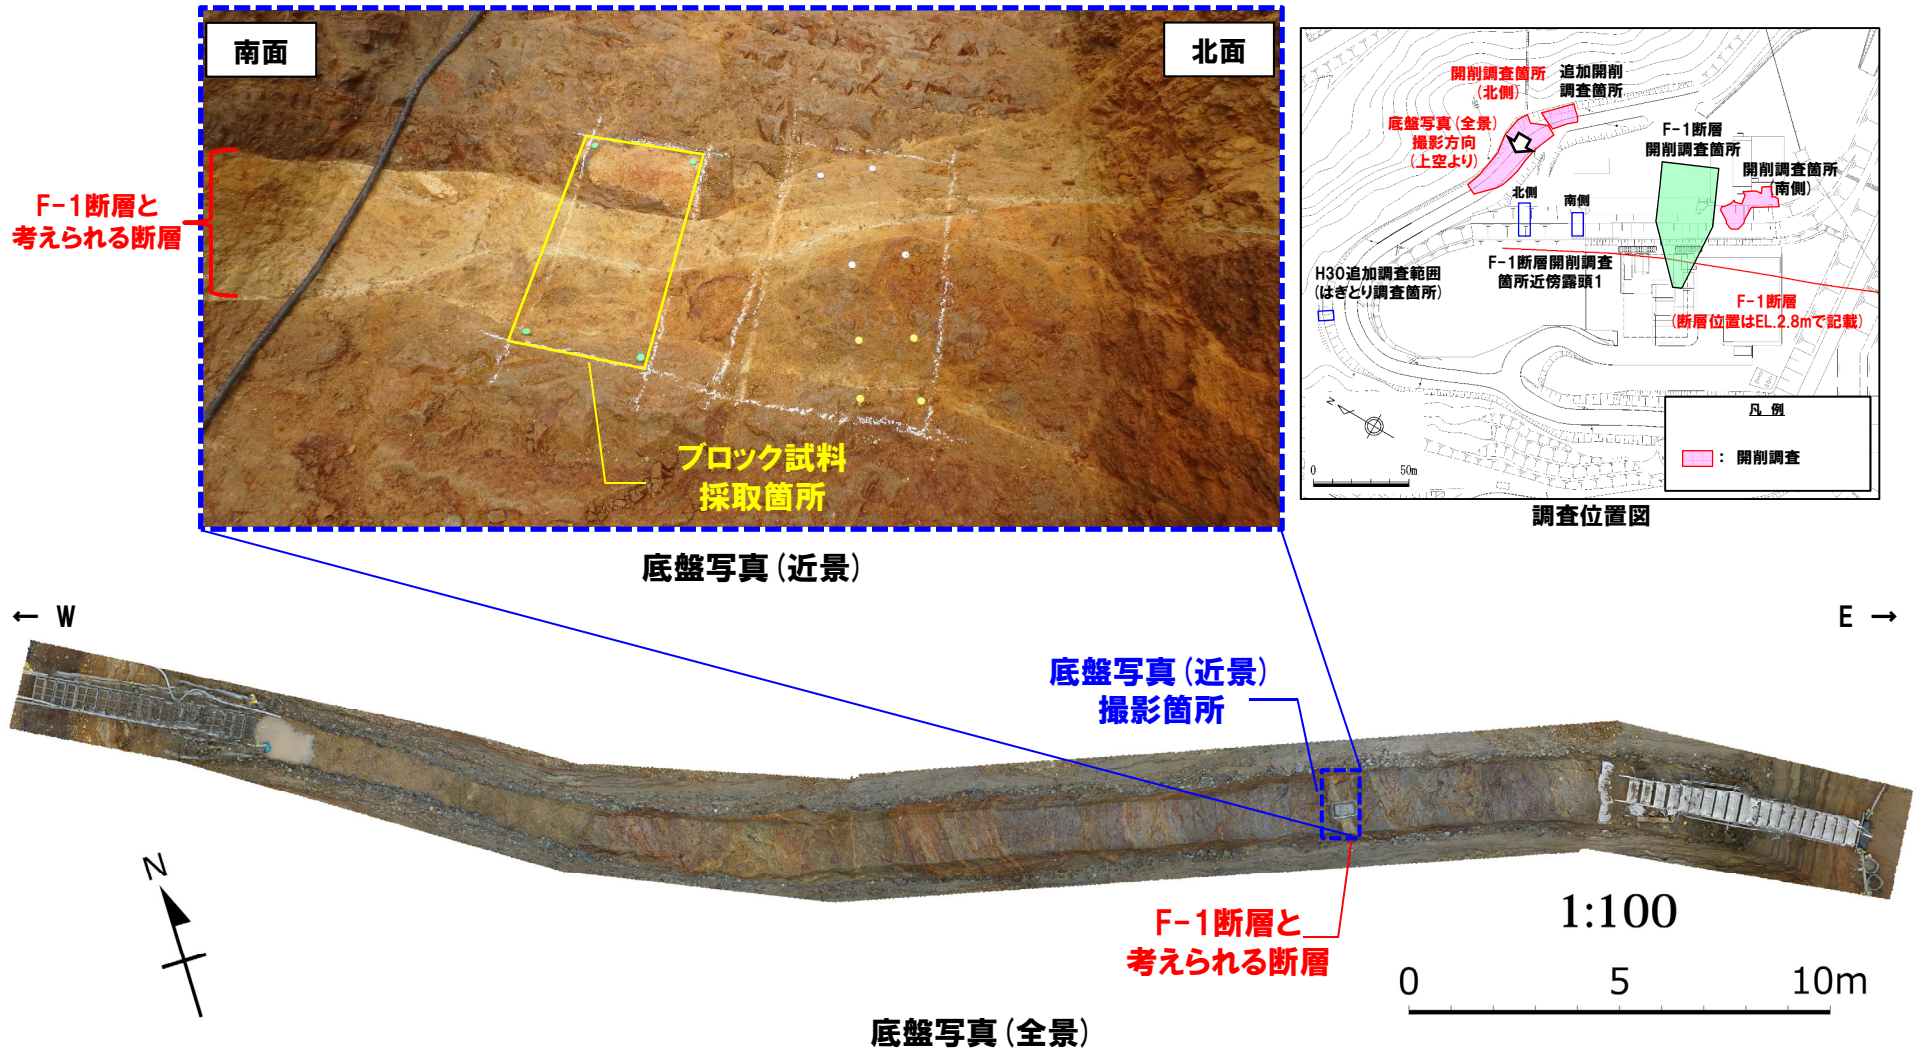 南面
北面
F-1断層と
考えられる断層
ブロック試料
採取箇所
底盤写真(近景)
開削調査箇所
(北側)
追加開削
調査箇所
底盤写真(全景)
撮影方向
(上空より)
F-1断層
開削調査箇所
開削調査箇所
(南側)
北側
南側
H30追加調査範囲
(はぎとり調査箇所)
F-1断層開削調査
箇所近傍露頭1
F-1断層
(断層位置はEL.2.8mで記載)
凡 例
: 開削調査
N
0
50m
調査位置図
← W
E →
底盤写真(近景)
撮影箇所
N
F-1断層と
考えられる断層
1:100
0 5 10m
底盤写真(全景)